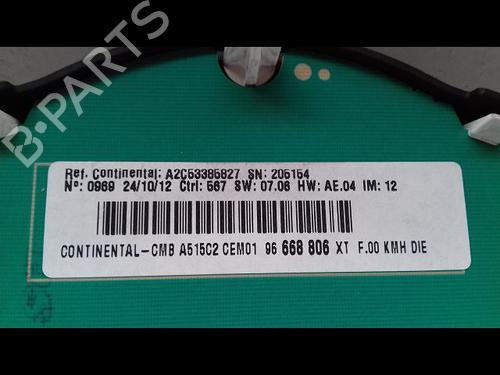 Ref. Continental: A2C53385827 SN: 205154
Nº: 0969 24/10/12 Ctrl: 567 SW: 07.06 HW: AE.04 IM: 12
CONTINENTAL-CMB A515C2 CEM01 96 668 806 XT F.00 KMH DIE
B-PARTS